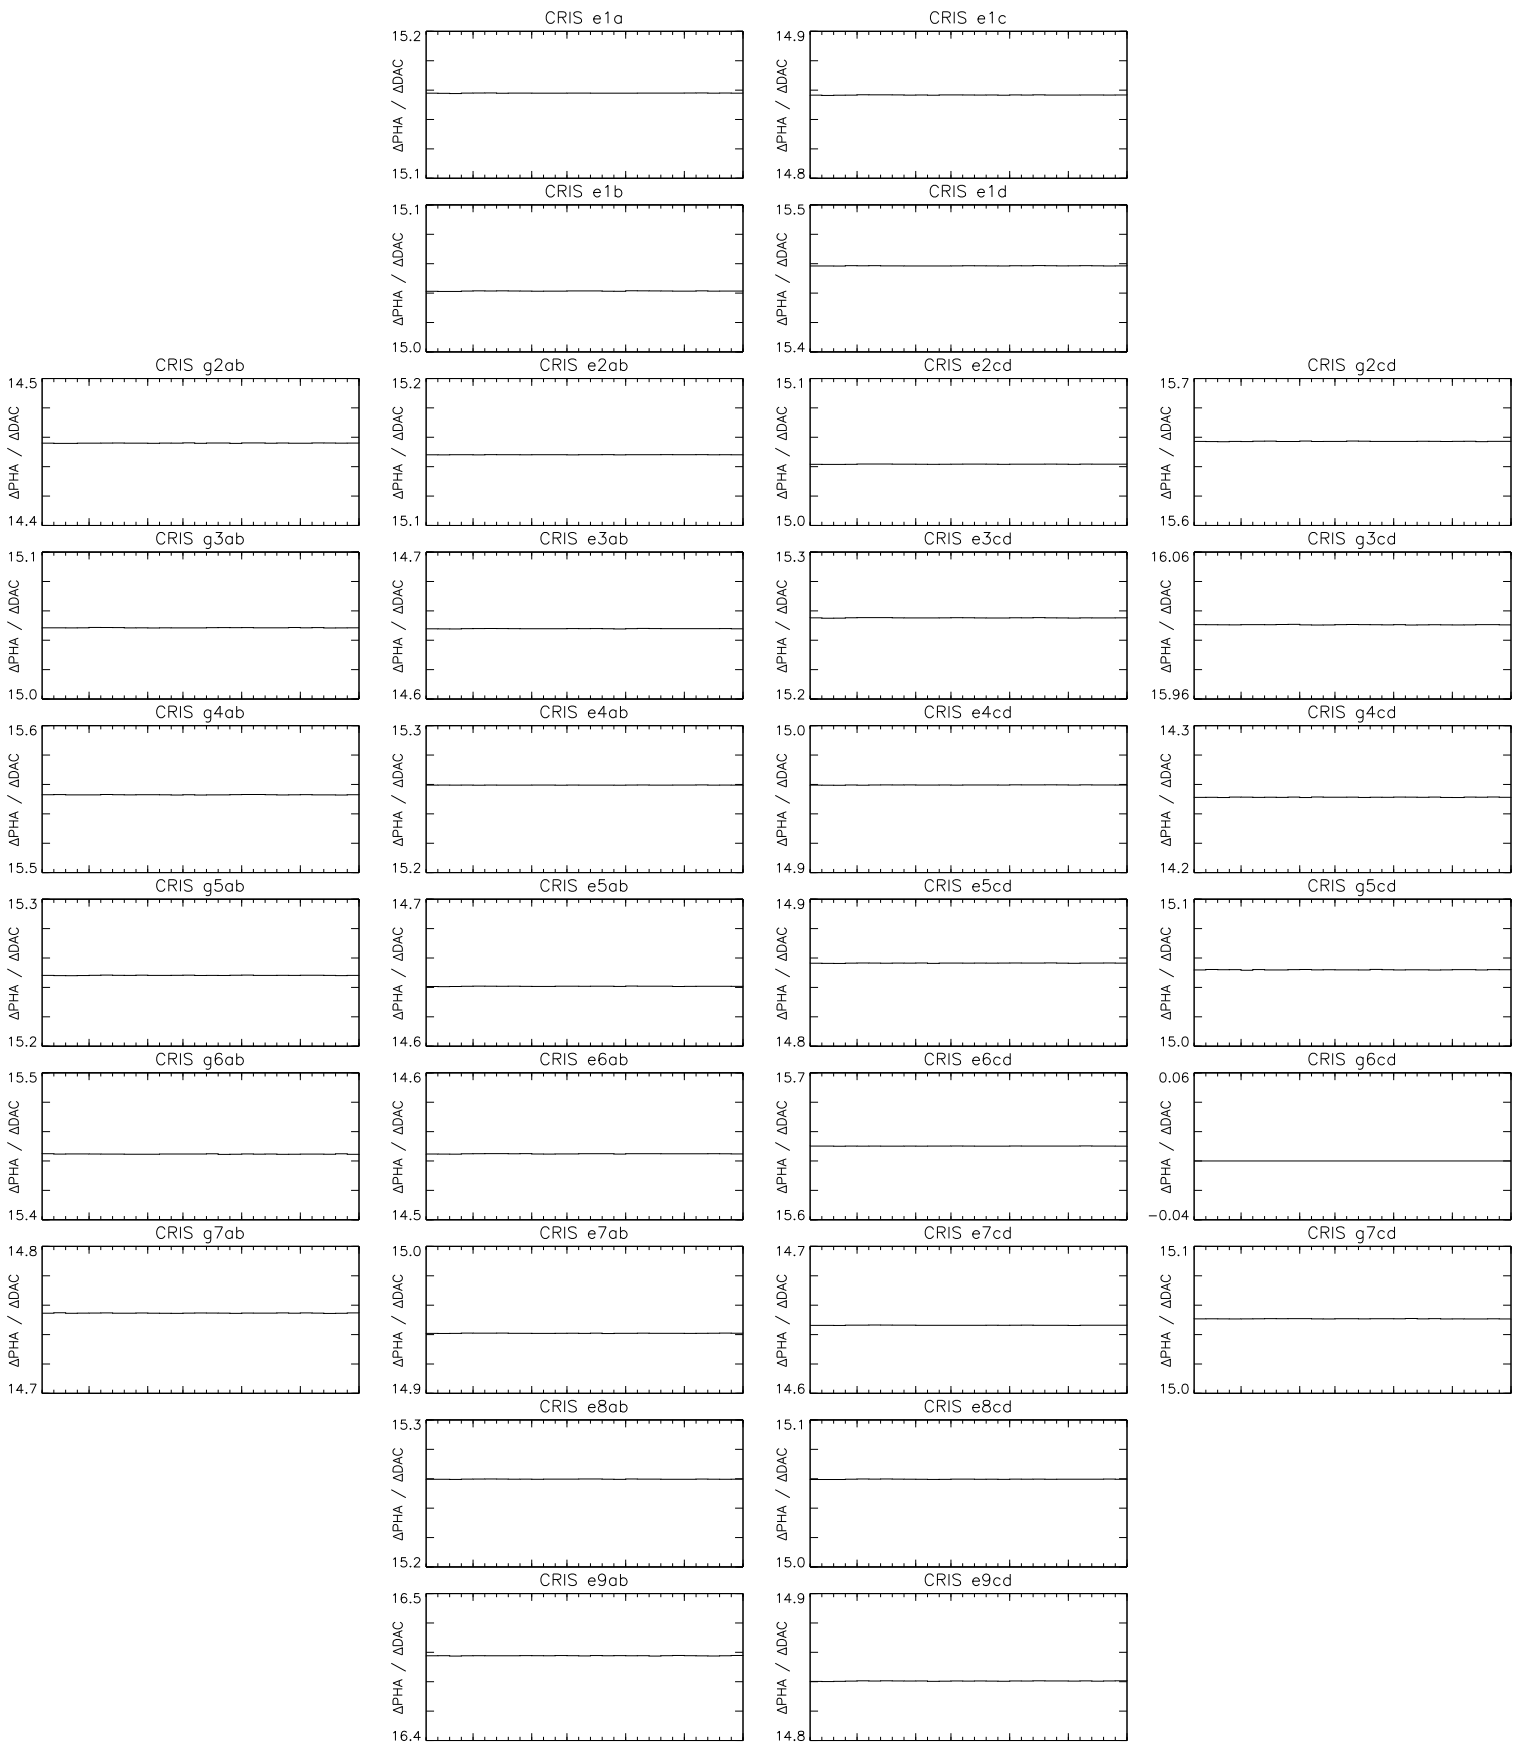 CRIS e1a
15.2
ΔPHA / ΔDAC
15.1
CRIS e1c
14.9
ΔPHA / ΔDAC
14.8
CRIS e1b
15.1
ΔPHA / ΔDAC
15.0
CRIS e1d
15.5
ΔPHA / ΔDAC
15.4
CRIS g2ab
14.5
ΔPHA / ΔDAC
14.4
CRIS e2ab
15.2
ΔPHA / ΔDAC
15.1
CRIS e2cd
15.1
ΔPHA / ΔDAC
15.0
CRIS g2cd
15.7
ΔPHA / ΔDAC
15.6
CRIS g3ab
15.1
ΔPHA / ΔDAC
15.0
CRIS e3ab
14.7
ΔPHA / ΔDAC
14.6
CRIS e3cd
15.3
ΔPHA / ΔDAC
15.2
CRIS g3cd
16.06
ΔPHA / ΔDAC
15.96
CRIS g4ab
15.6
ΔPHA / ΔDAC
15.5
CRIS e4ab
15.3
ΔPHA / ΔDAC
15.2
CRIS e4cd
15.0
ΔPHA / ΔDAC
14.9
CRIS g4cd
14.3
ΔPHA / ΔDAC
14.2
CRIS g5ab
15.3
ΔPHA / ΔDAC
15.2
CRIS e5ab
14.7
ΔPHA / ΔDAC
14.6
CRIS e5cd
14.9
ΔPHA / ΔDAC
14.8
CRIS g5cd
15.1
ΔPHA / ΔDAC
15.0
CRIS g6ab
15.5
ΔPHA / ΔDAC
15.4
CRIS e6ab
14.6
ΔPHA / ΔDAC
14.5
CRIS e6cd
15.7
ΔPHA / ΔDAC
15.6
CRIS g6cd
0.06
ΔPHA / ΔDAC
−0.04
CRIS g7ab
14.8
ΔPHA / ΔDAC
14.7
CRIS e7ab
15.0
ΔPHA / ΔDAC
14.9
CRIS e7cd
14.7
ΔPHA / ΔDAC
14.6
CRIS g7cd
15.1
ΔPHA / ΔDAC
15.0
CRIS e8ab
15.3
ΔPHA / ΔDAC
15.2
CRIS e8cd
15.1
ΔPHA / ΔDAC
15.0
CRIS e9ab
16.5
ΔPHA / ΔDAC
16.4
CRIS e9cd
14.9
ΔPHA / ΔDAC
14.8